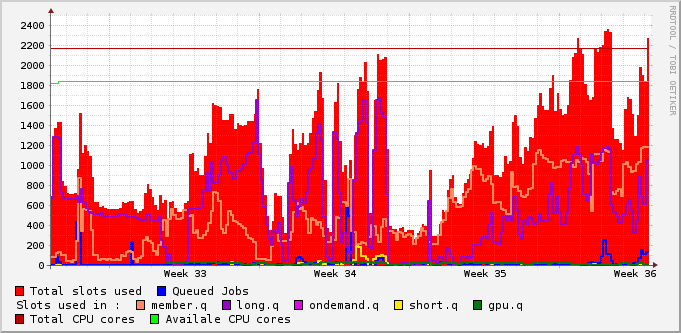 2400
2200
2000
1800
1600
1400
1200
1000
800
600
400
200
0
Week 33 Week 34 Week 35 Week 36
Total slots used Queued Jobs
Slots used in : member.q long.q ondemand.q short.q gpu.q
Total CPU cores Availale CPU cores
RRDTOOL / TOBI OETIKER